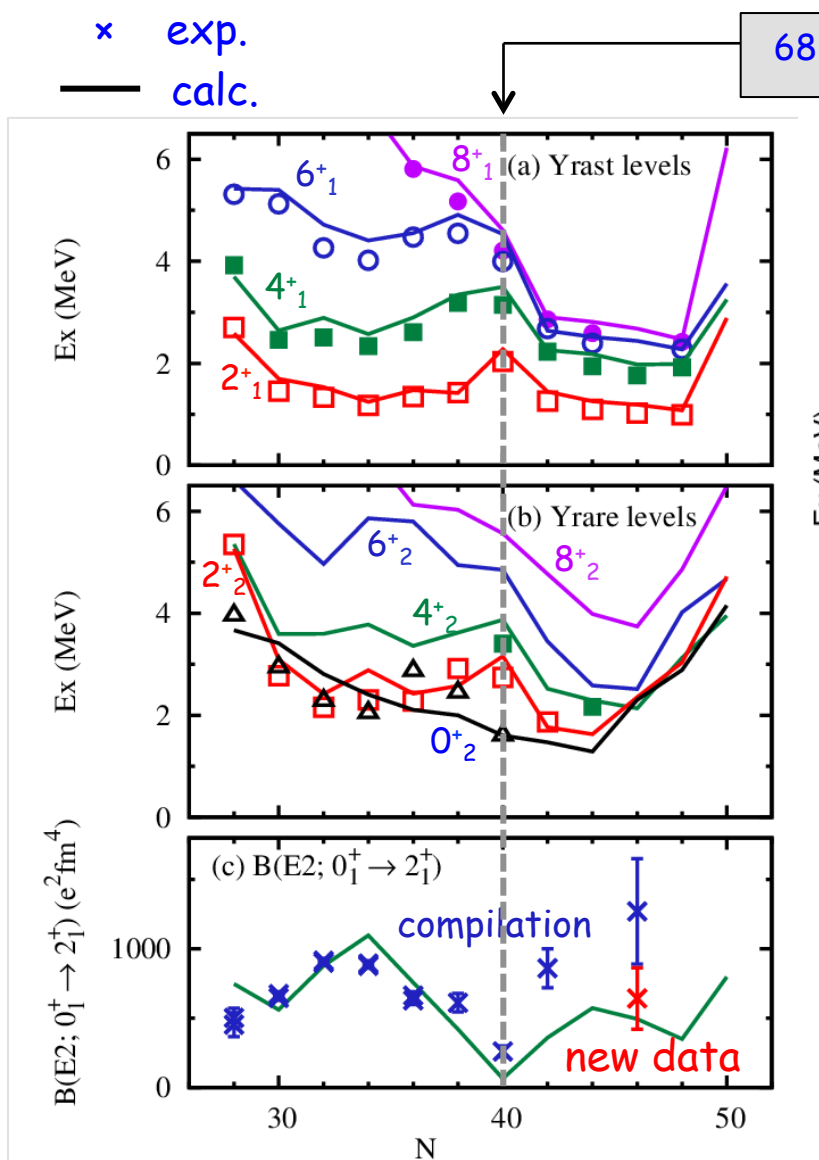 × exp.
calc.
68
6
4
2
0
Ex (MeV)
(a) Yrast levels
8⁺₁
6⁺₁
4⁺₁
2⁺₁
6
4
2
0
Ex (MeV)
(b) Yrare levels
8⁺₂
6⁺₂
2⁺₂
4⁺₂
0⁺₂
1000
0
B(E2; 0⁺₁ → 2⁺₁) (e²fm⁴)
(c) B(E2; 0⁺₁ → 2⁺₁)
compilation
new data
30 40 50
N